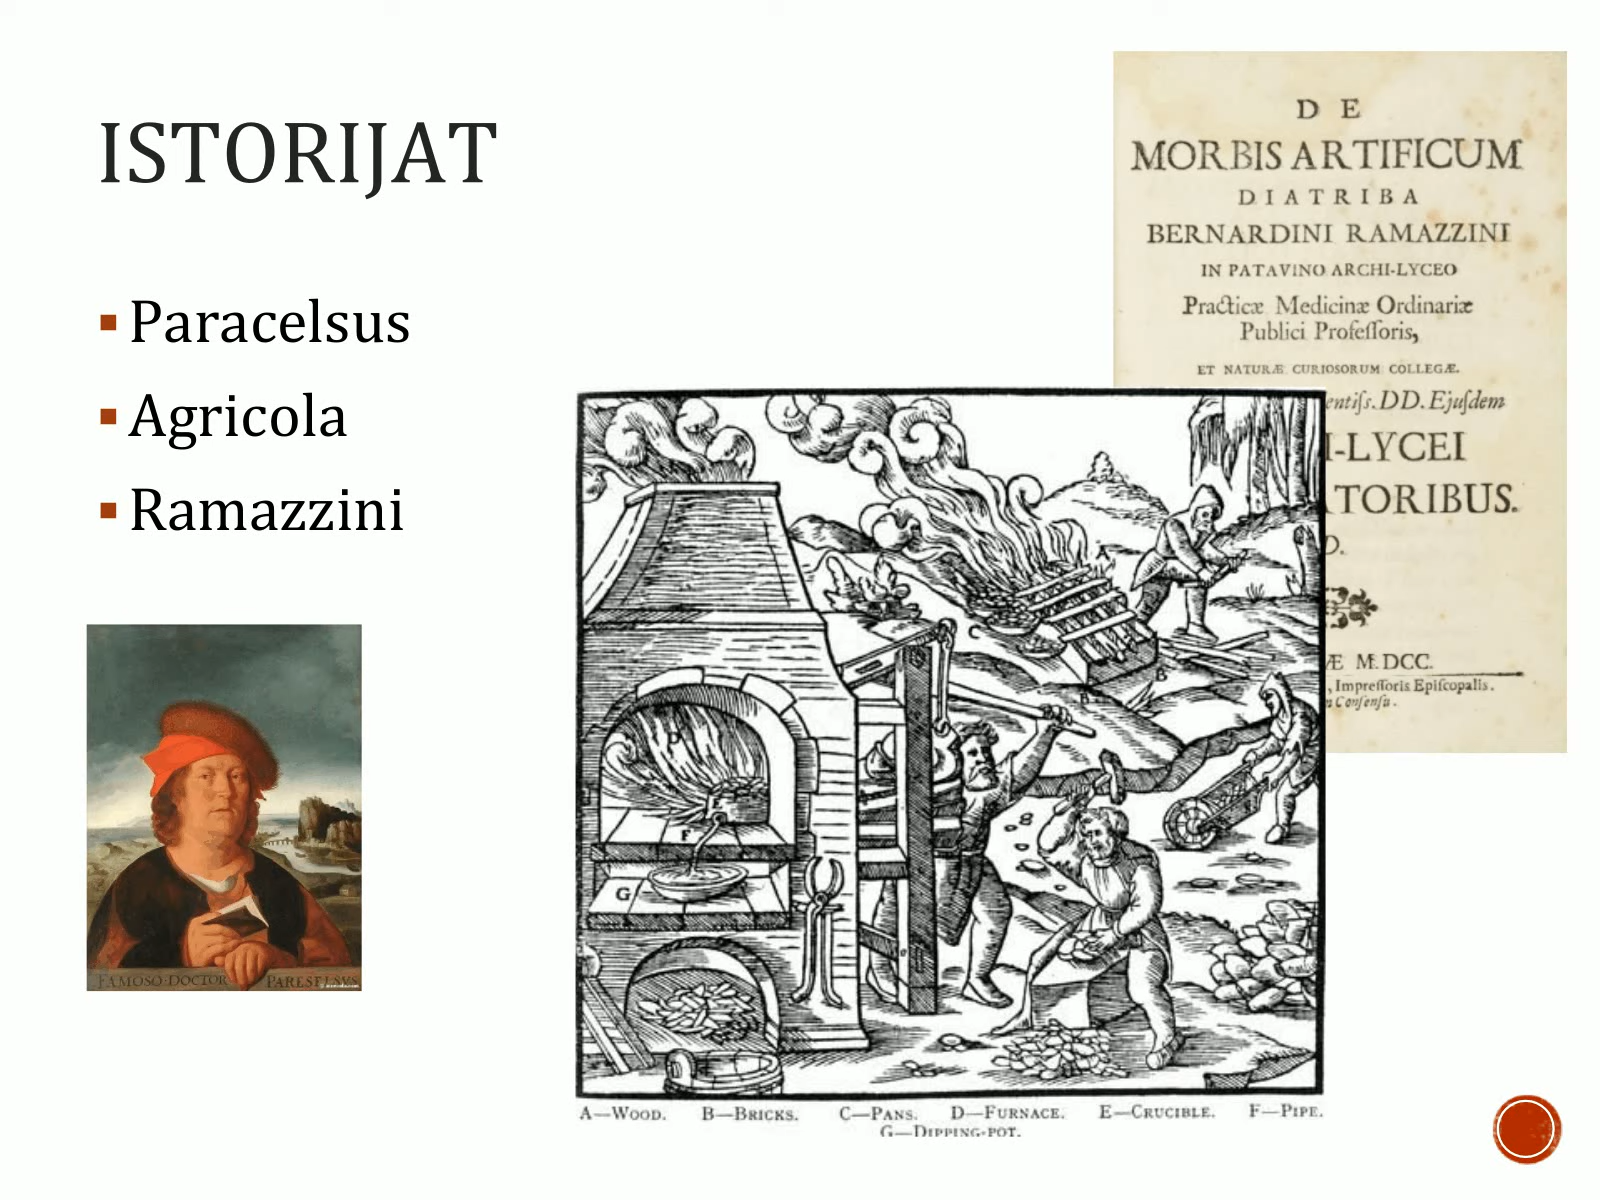 ISTORIJAT
▪ Paracelsus
▪ Agricola
▪ Ramazzini
FAMOSO DOCTOR PARESELSVS
DE
MORBIS ARTIFICUM
DIATRIBA
BERNARDINI RAMAZZINI
IN PATAVINO ARCHI-LYCEO
Practicæ Medicinæ Ordinariæ
Publici Profeſſoris,
ET NATURÆ CURIOSORUM COLLEGÆ.
entiſs. DD. Ejuſdem
I-LYCEI
ATORIBUS.
D.
Æ M. DCC.
, Impreſſoris Epiſcopalis.
Conſenſu.
A
B
B
D
E
F
G
A—WOOD. B—BRICKS. C—PANS. D—FURNACE. E—CRUCIBLE. F—PIPE.
G—DIPPING-POT.